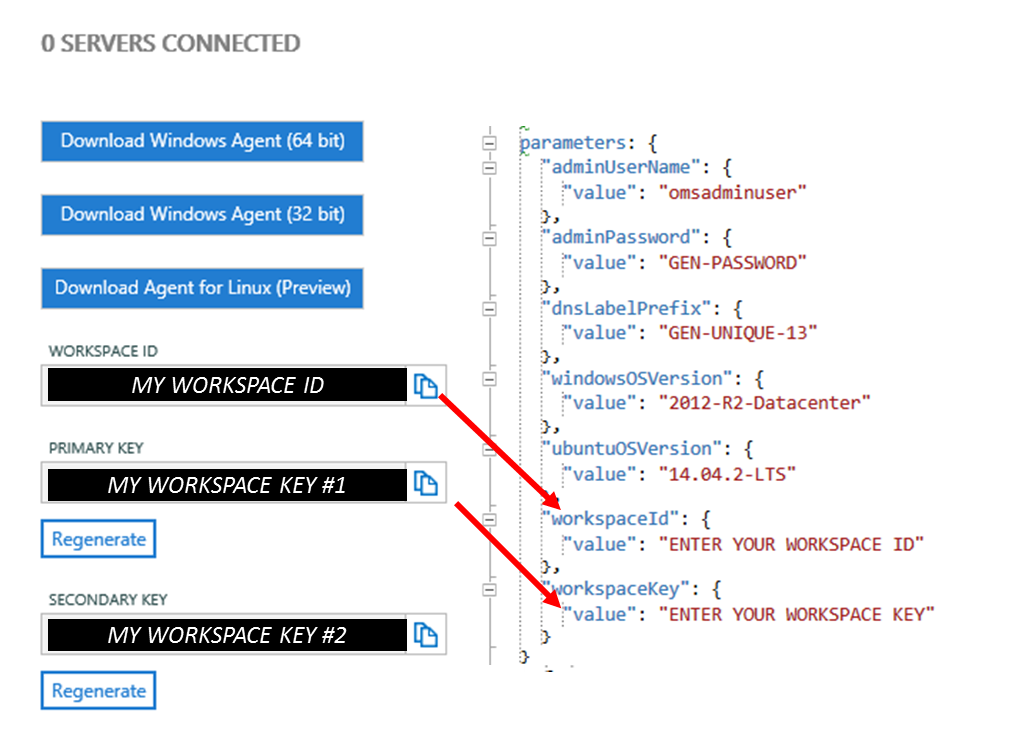 0 SERVERS CONNECTED
Download Windows Agent (64 bit)
Download Windows Agent (32 bit)
Download Agent for Linux (Preview)
WORKSPACE ID
MY WORKSPACE ID
PRIMARY KEY
MY WORKSPACE KEY #1
Regenerate
SECONDARY KEY
MY WORKSPACE KEY #2
Regenerate
parameters: {
"adminUserName": {
"value": "omsadminuser"
},
"adminPassword": {
"value": "GEN-PASSWORD"
},
"dnsLabelPrefix": {
"value": "GEN-UNIQUE-13"
},
"windowsOSVersion": {
"value": "2012-R2-Datacenter"
},
"ubuntuOSVersion": {
"value": "14.04.2-LTS"
},
"workspaceId": {
"value": "ENTER YOUR WORKSPACE ID"
},
"workspaceKey": {
"value": "ENTER YOUR WORKSPACE KEY"
}
}